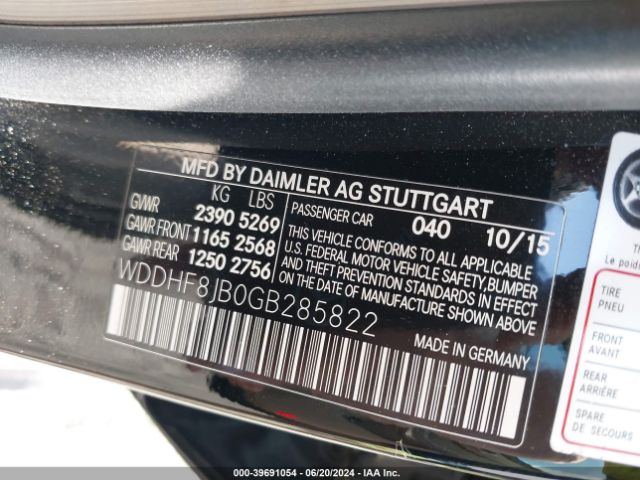 MFD BY DAIMLER AG STUTTGART
KG LBS
GVWR 2390 5269
GAWR FRONT 1165 2568
GAWR REAR 1250 2756
PASSENGER CAR 040 10/15
THIS VEHICLE CONFORMS TO ALL APPLICABLE
U.S. FEDERAL MOTOR VEHICLE SAFETY, BUMPER
AND THEFT PREVENTION STANDARDS IN EFFECT
ON THE DATE OF MANUFACTURE SHOWN ABOVE
WDDHF8JB0GB285822
MADE IN GERMANY
Le poid
TIRE
PNEU
FRONT
AVANT
REAR
ARRIÈRE
SPARE
DE SECOURS
000-39691054 | 06/20/2024 | IAA Inc.